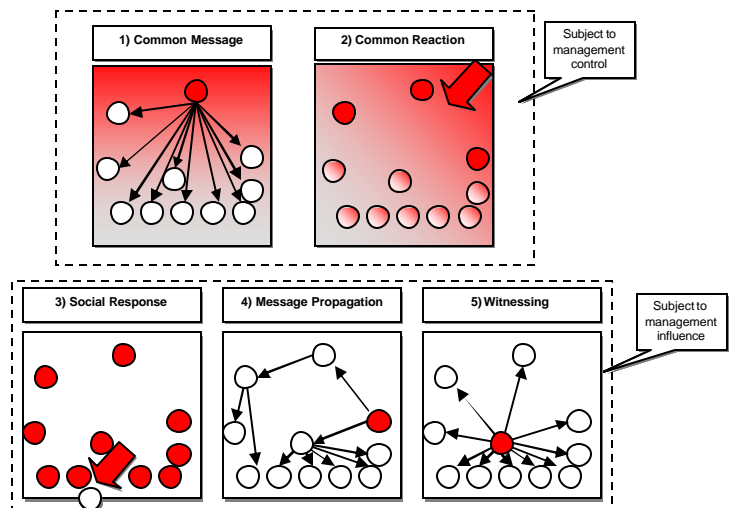 1) Common Message
2) Common Reaction
Subject to
management
control
3) Social Response
4) Message Propagation
5) Witnessing
Subject to
management
influence